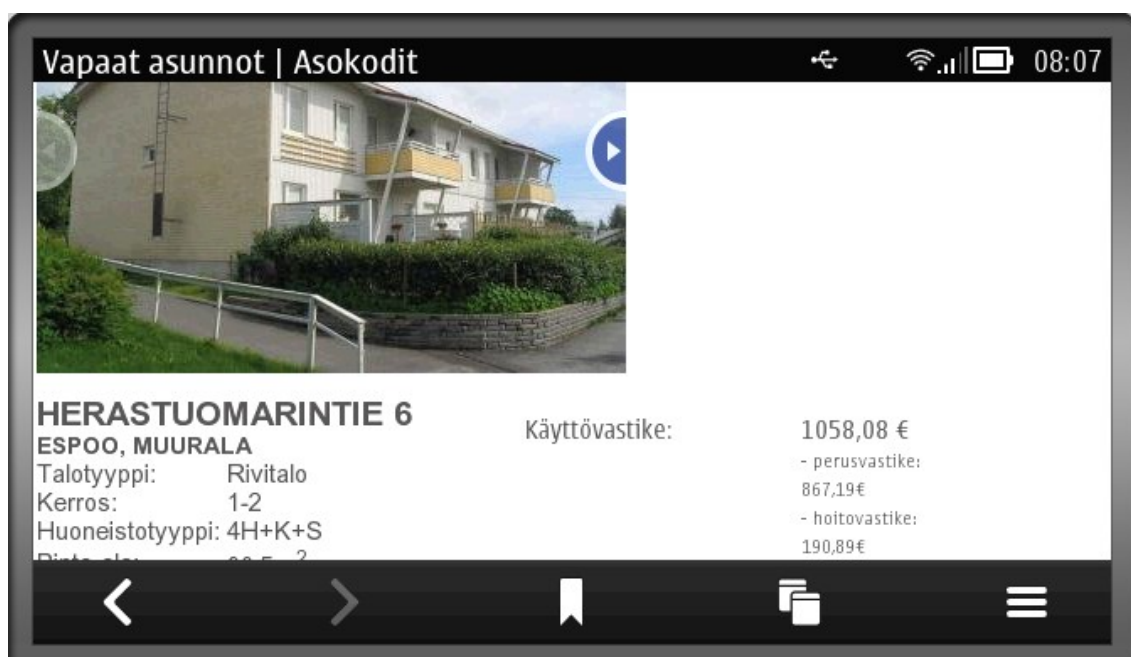 Vapaat asunnot | Asokodit 08:07
HERASTUOMARINTIE 6
ESPOO, MUURALA
Talotyyppi: Rivitalo
Kerros: 1-2
Huoneistotyyppi: 4H+K+S
Käyttövastike: 1058,08 €
- perusvastike:
867,19€
- hoitovastike:
190,89€